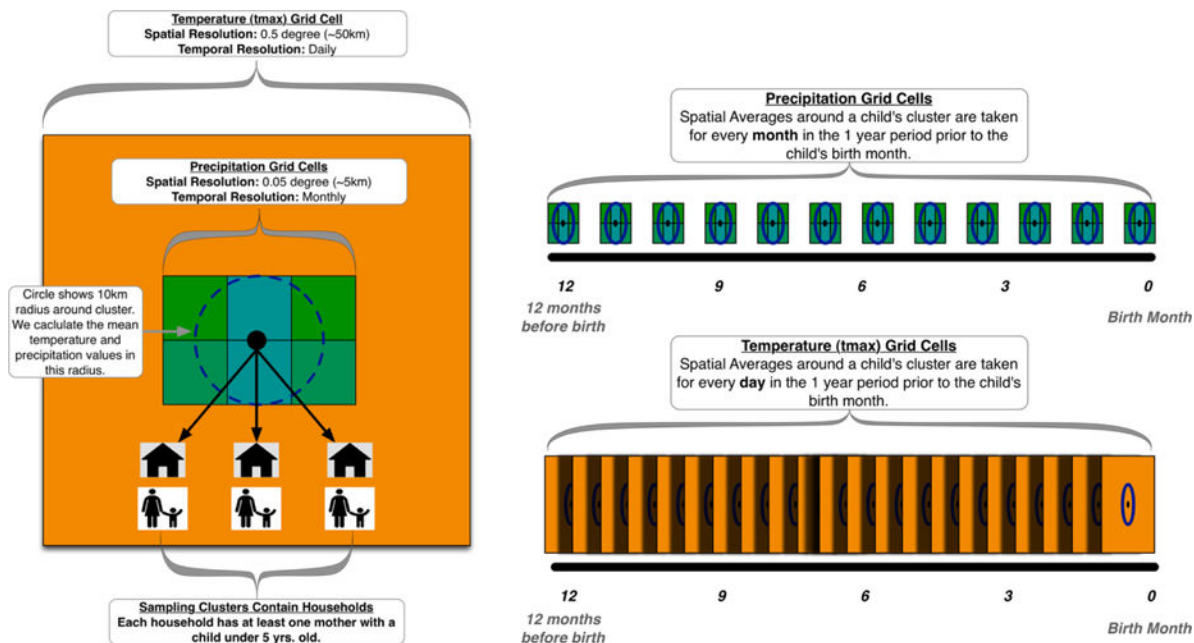 Temperature (tmax) Grid Cell
Spatial Resolution: 0.5 degree (~50km)
Temporal Resolution: Daily
Precipitation Grid Cells
Spatial Resolution: 0.05 degree (~5km)
Temporal Resolution: Monthly
Circle shows 10km
radius around cluster.
We caclulate the mean
temperature and
precipitation values in
this radius.
Sampling Clusters Contain Households
Each household has at least one mother with a
child under 5 yrs. old.
Precipitation Grid Cells
Spatial Averages around a child's cluster are taken
for every month in the 1 year period prior to the
child's birth month.
12 9 6 3 0
12 months
before birth
Birth Month
Temperature (tmax) Grid Cells
Spatial Averages around a child's cluster are taken
for every day in the 1 year period prior to the child's
birth month.
12 9 6 3 0
12 months
before birth
Birth Month